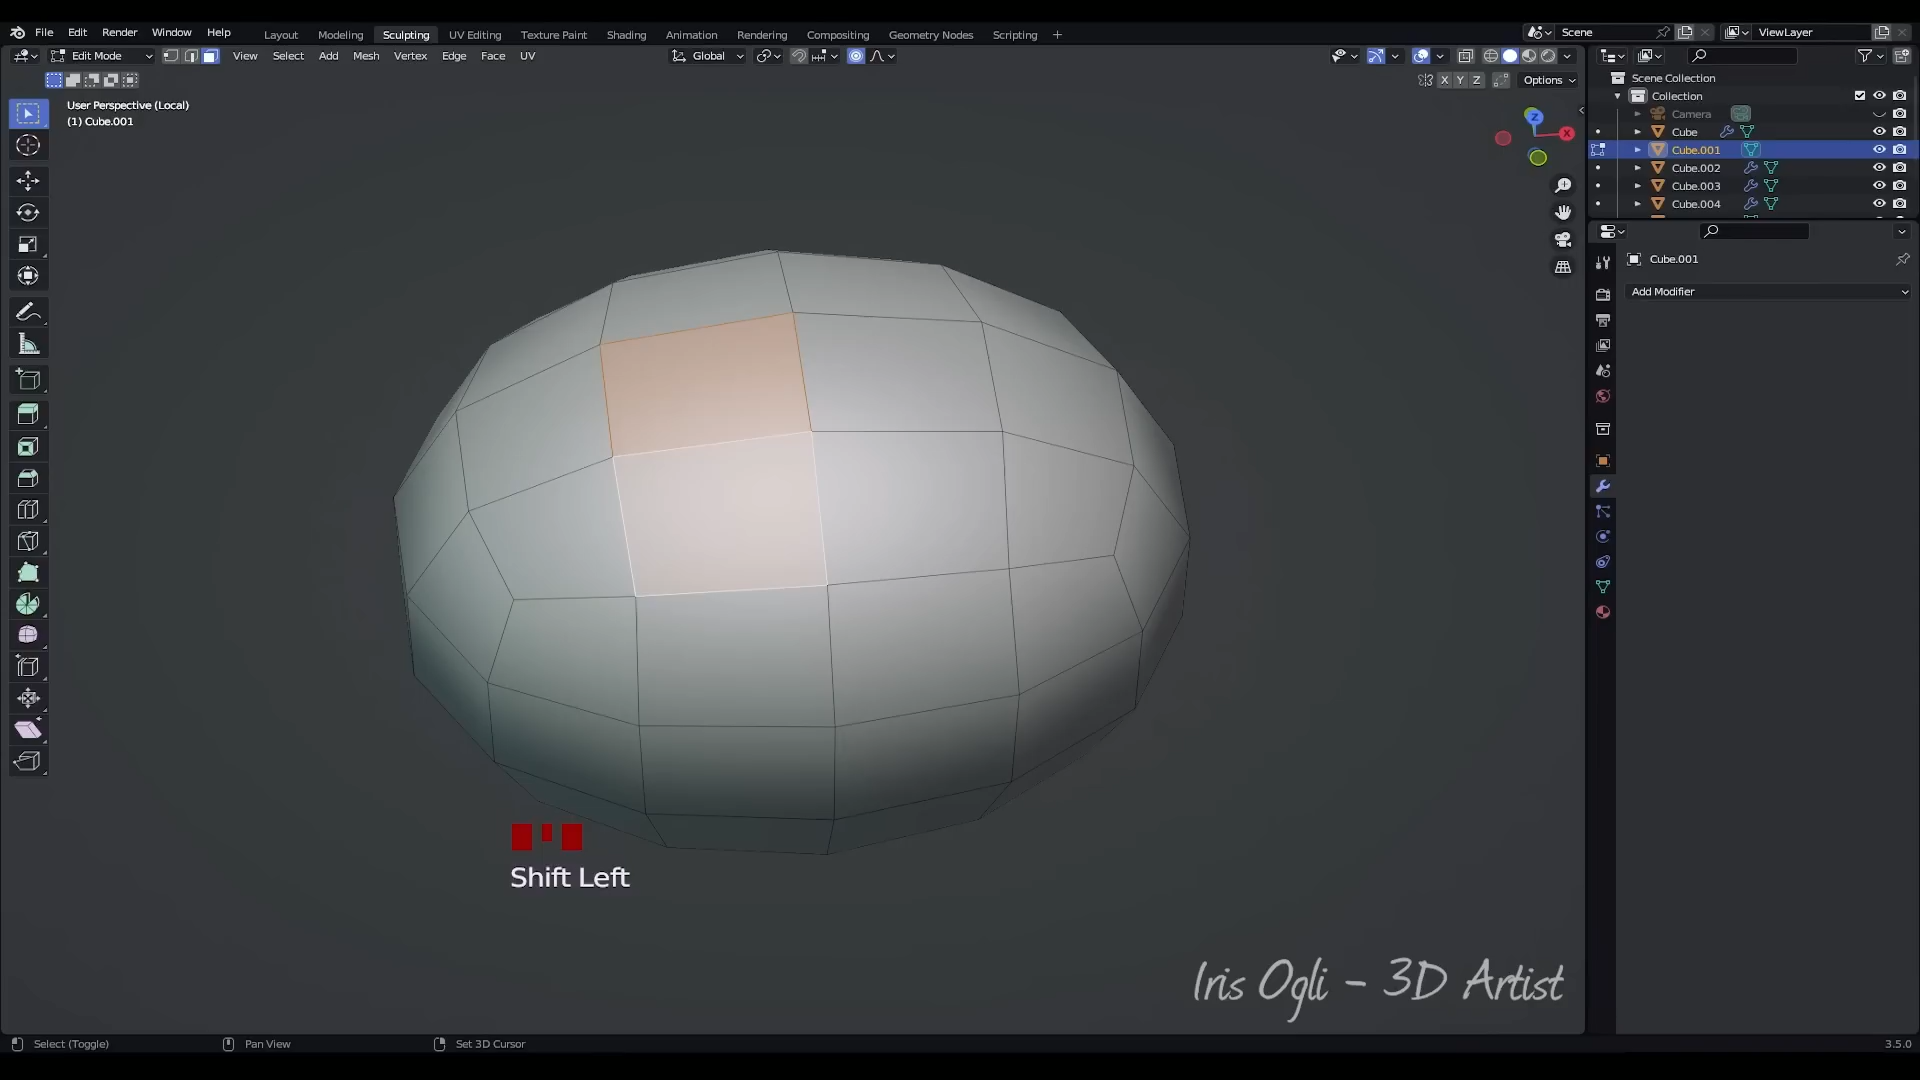 File Edit Render Window Help Layout Modeling Sculpting UV Editing Texture Paint Shading Animation Rendering Compositing Geometry Nodes Scripting + Scene ViewLayer
Edit Mode View Select Add Mesh Vertex Edge Face UV Global
X Y Z Options
User Perspective (Local)
(1) Cube.001
Z
X
Scene Collection
Collection
Camera
Cube
Cube.001
Cube.002
Cube.003
Cube.004
Cube.001
Add Modifier
Shift Left
Iris Ogli - 3D Artist
Select (Toggle) Pan View Set 3D Cursor 3.5.0